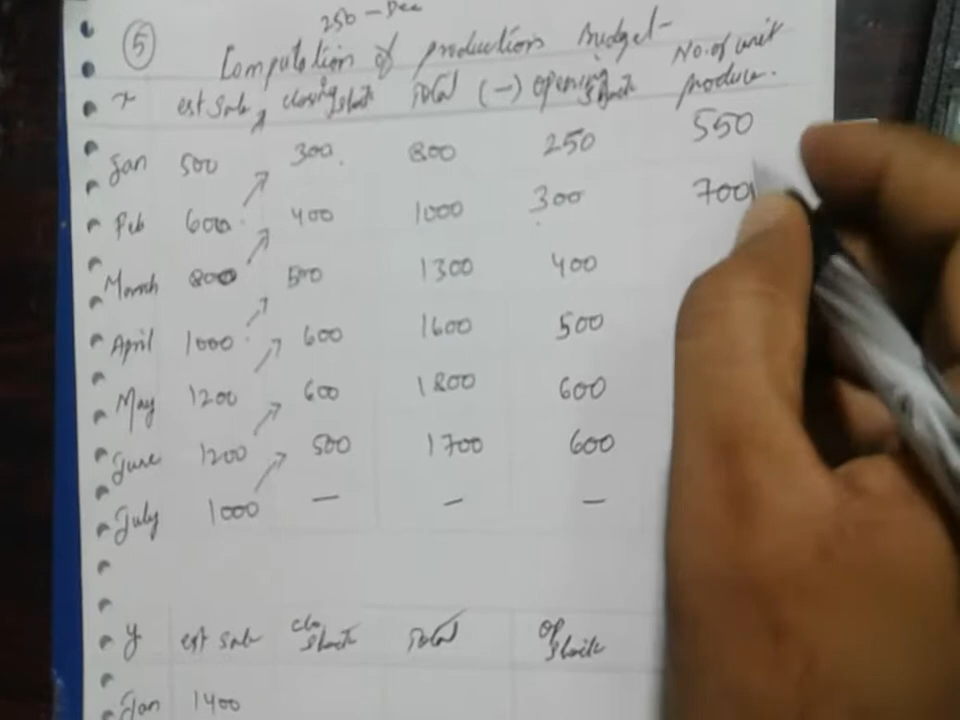 250 - Dec
5
Computation of production Budget -
x est sale closing stock Total (-) opening stock No. of unit produce.
Jan 500 300 800 250 550
Feb 600 400 1000 300 700
March 800 500 1300 400
April 1000 600 1600 500
May 1200 600 1800 600
June 1200 500 1700 600
July 1000 — — —
y est sale clo stock Total op stock
Jan 1400